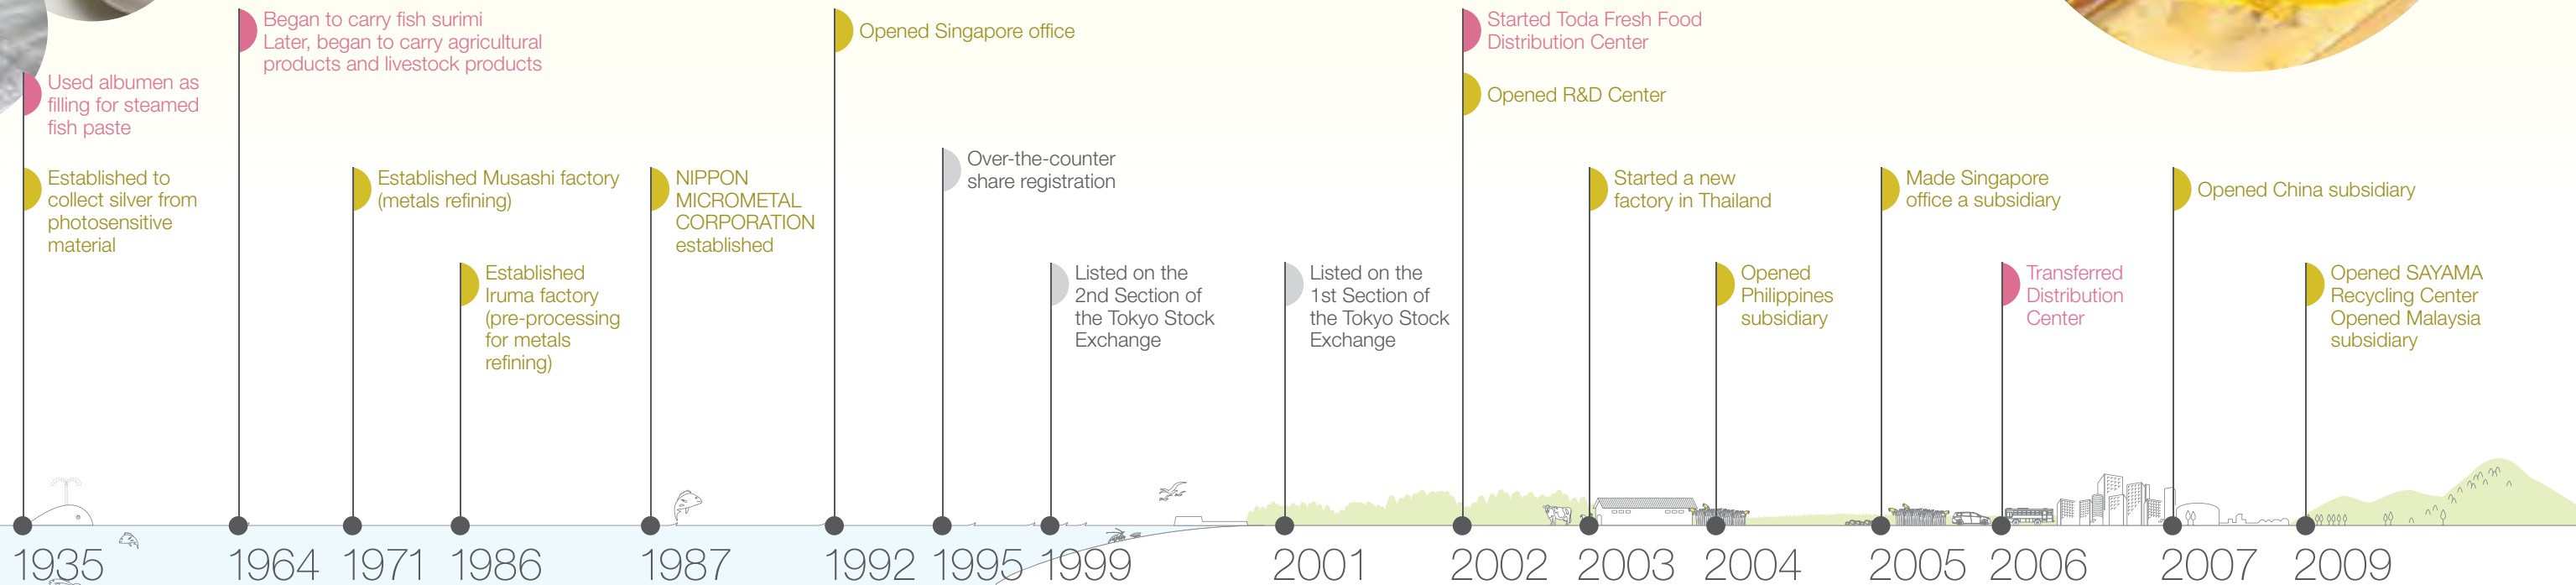 Used albumen as
filling for steamed
fish paste
Established to
collect silver from
photosensitive
material
Began to carry fish surimi
Later, began to carry agricultural
products and livestock products
Established Musashi factory
(metals refining)
Established
Iruma factory
(pre-processing
for metals
refining)
NIPPON
MICROMETAL
CORPORATION
established
Opened Singapore office
Over-the-counter
share registration
Listed on the
2nd Section of
the Tokyo Stock
Exchange
Listed on the
1st Section of
the Tokyo Stock
Exchange
Started Toda Fresh Food
Distribution Center
Opened R&D Center
Started a new
factory in Thailand
Opened
Philippines
subsidiary
Made Singapore
office a subsidiary
Transferred
Distribution
Center
Opened China subsidiary
Opened SAYAMA
Recycling Center
Opened Malaysia
subsidiary
1935 1964 1971 1986 1987 1992 1995 1999 2001 2002 2003 2004 2005 2006 2007 2009